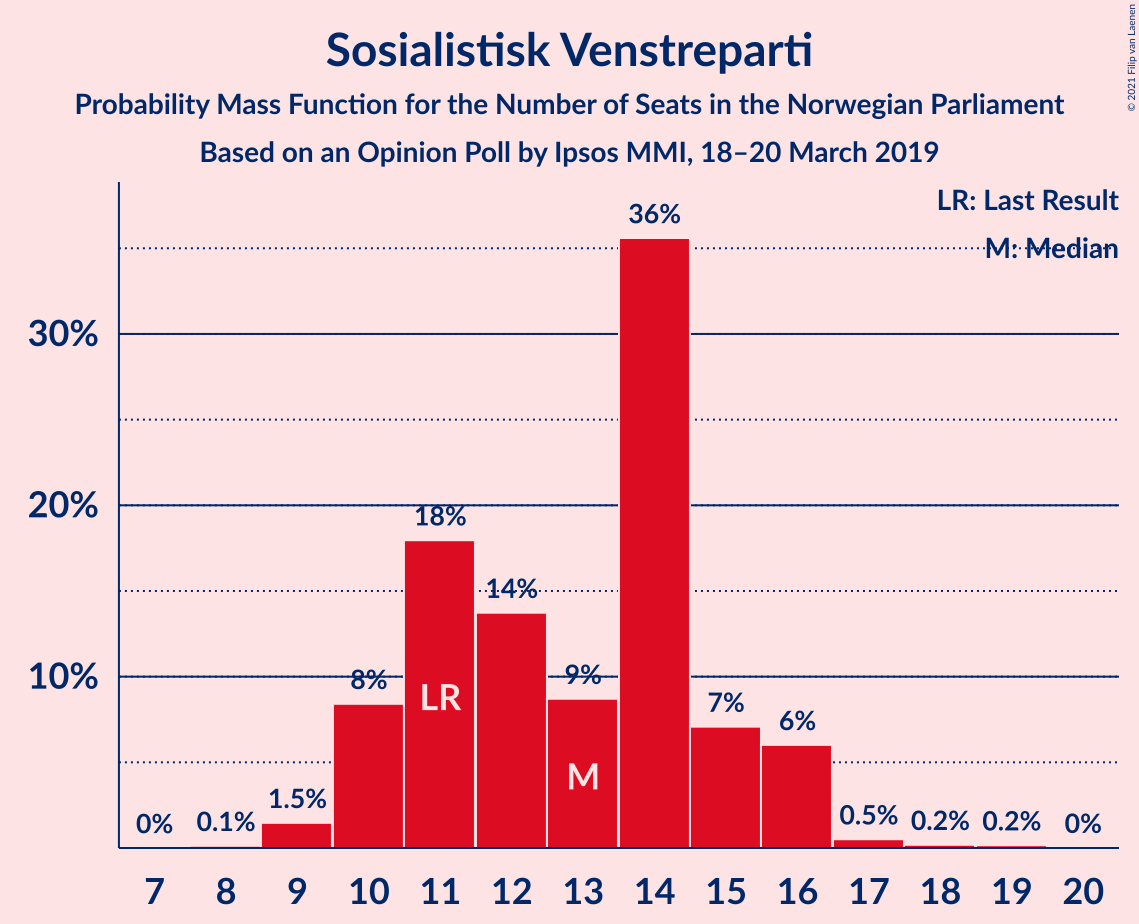 Sosialistisk Venstreparti
Probability Mass Function for the Number of Seats in the Norwegian Parliament
Based on an Opinion Poll by Ipsos MMI, 18–20 March 2019
© 2021 Filip van Laenen
LR: Last Result
M: Median
30%
20%
10%
0%
0.1%
1.5%
8%
18%
14%
9%
36%
7%
6%
0.5%
0.2%
0.2%
0%
LR
M
7 8 9 10 11 12 13 14 15 16 17 18 19 20